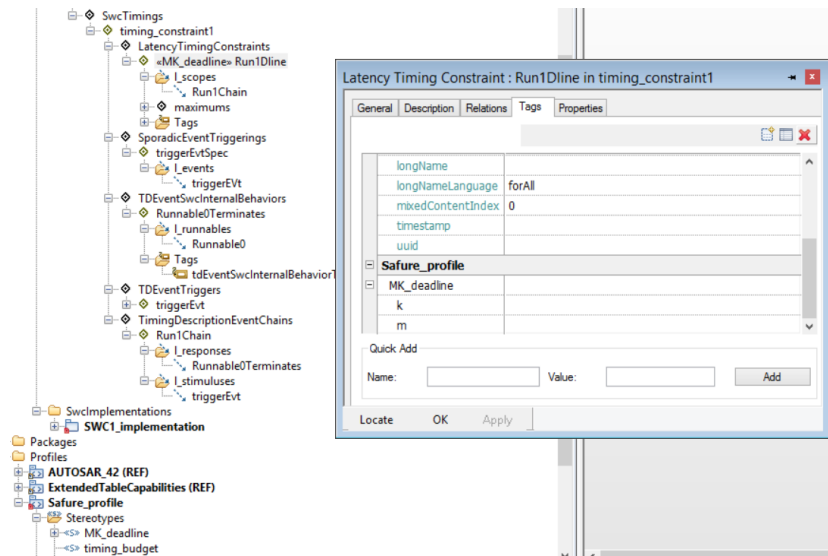 SwcTimings
timing_constraint1
LatencyTimingConstraints
«MK_deadline» Run1Dline
l_scopes
Run1Chain
maximums
Tags
SporadicEventTriggerings
triggerEvtSpec
l_events
triggerEVt
TDEventSwcInternalBehaviors
Runnable0Terminates
l_runnables
Runnable0
Tags
tdEventSwcInternalBehaviorT
TDEventTriggers
triggerEvt
TimingDescriptionEventChains
Run1Chain
l_responses
Runnable0Terminates
l_stimuluses
triggerEvt
SwcImplementations
SWC1_implementation
Packages
Profiles
AUTOSAR_42 (REF)
ExtendedTableCapabilities (REF)
Safure_profile
Stereotypes
«S» MK_deadline
«S» timing_budget
Latency Timing Constraint : Run1Dline in timing_constraint1
General Description Relations Tags Properties
longName
longNameLanguage forAll
mixedContentIndex 0
timestamp
uuid
Safure_profile
MK_deadline
k
m
Quick Add
Name: Value: Add
Locate OK Apply